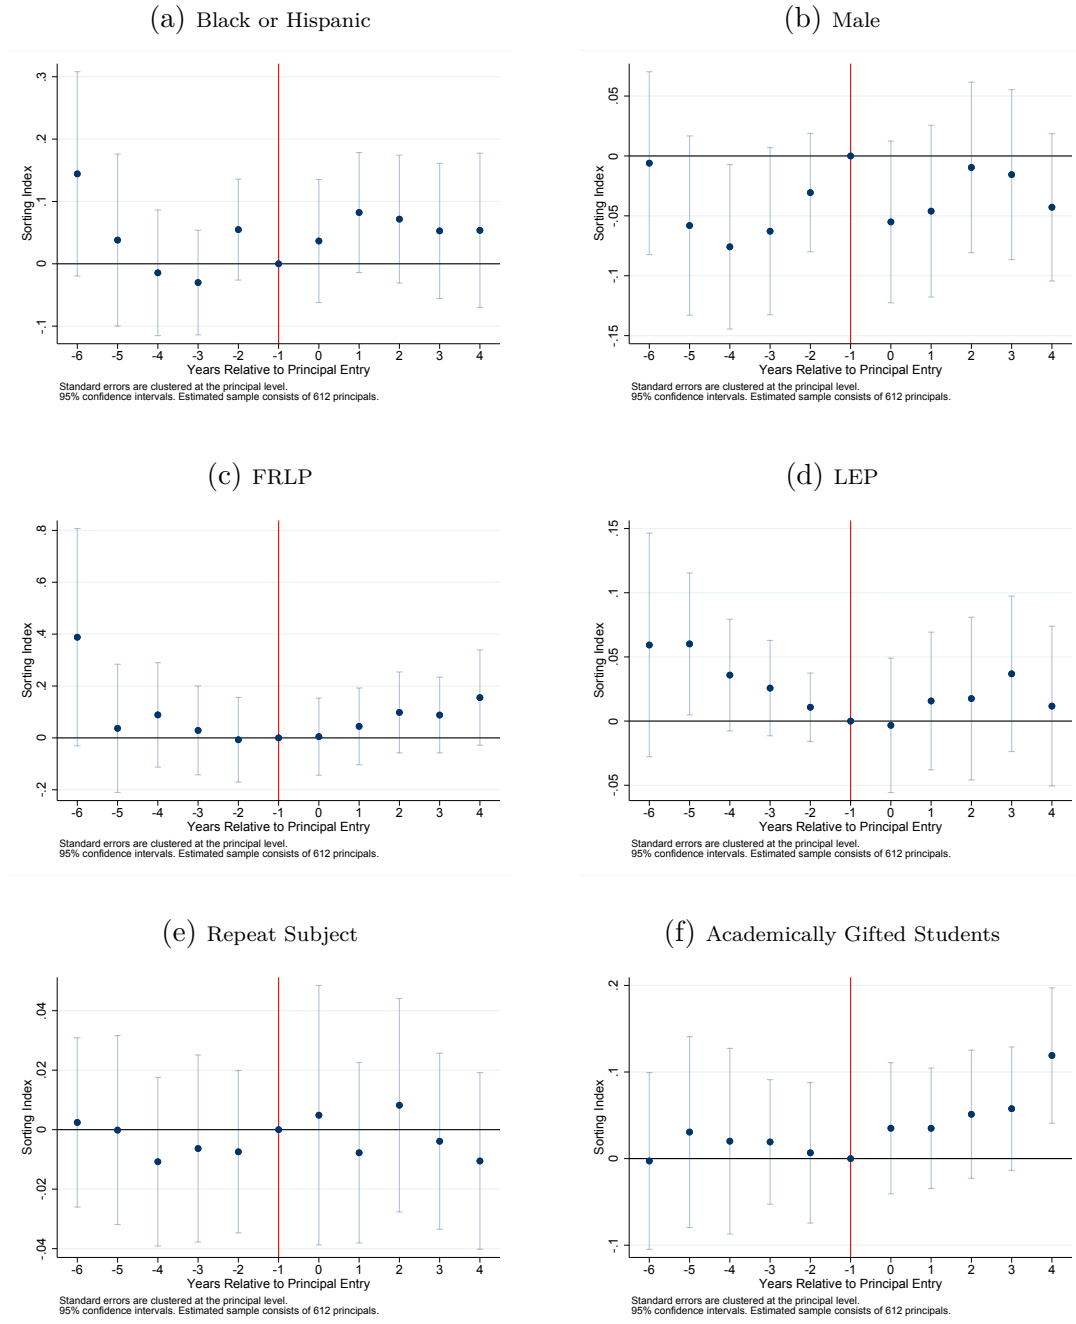 (a) Black or Hispanic
Sorting Index
.3
.2
.1
0
-.1
-6 -5 -4 -3 -2 -1 0 1 2 3 4
Years Relative to Principal Entry
Standard errors are clustered at the principal level.
95% confidence intervals. Estimated sample consists of 612 principals.
(b) Male
Sorting Index
.05
0
-.05
-.1
-.15
-6 -5 -4 -3 -2 -1 0 1 2 3 4
Years Relative to Principal Entry
Standard errors are clustered at the principal level.
95% confidence intervals. Estimated sample consists of 612 principals.
(c) FRLP
Sorting Index
.8
.6
.4
.2
0
-.2
-6 -5 -4 -3 -2 -1 0 1 2 3 4
Years Relative to Principal Entry
Standard errors are clustered at the principal level.
95% confidence intervals. Estimated sample consists of 612 principals.
(d) LEP
Sorting Index
.15
.1
.05
0
-.05
-6 -5 -4 -3 -2 -1 0 1 2 3 4
Years Relative to Principal Entry
Standard errors are clustered at the principal level.
95% confidence intervals. Estimated sample consists of 612 principals.
(e) Repeat Subject
Sorting Index
.04
.02
0
-.02
-.04
-6 -5 -4 -3 -2 -1 0 1 2 3 4
Years Relative to Principal Entry
Standard errors are clustered at the principal level.
95% confidence intervals. Estimated sample consists of 612 principals.
(f) Academically Gifted Students
Sorting Index
.2
.1
0
-.1
-6 -5 -4 -3 -2 -1 0 1 2 3 4
Years Relative to Principal Entry
Standard errors are clustered at the principal level.
95% confidence intervals. Estimated sample consists of 612 principals.